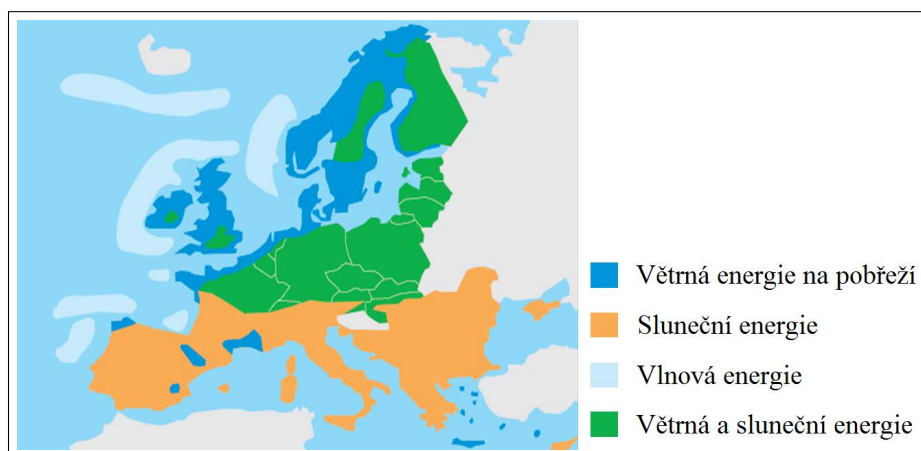 Větrná energie na pobřeží
Sluneční energie
Vlnová energie
Větrná a sluneční energie